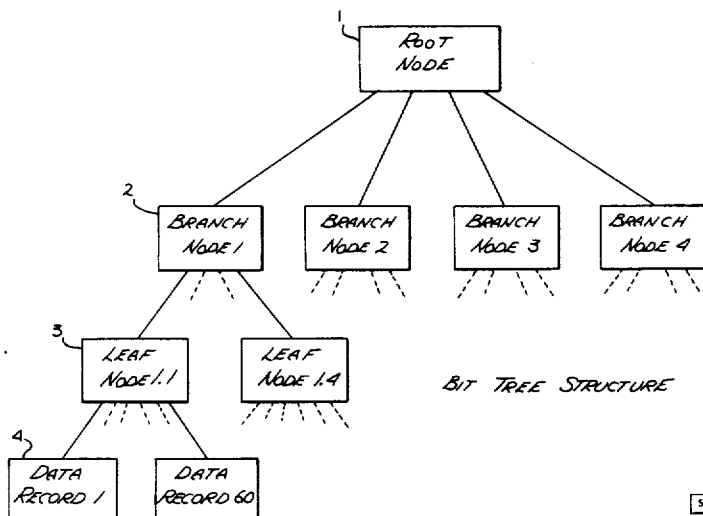 1
ROOT
NODE
2
BRANCH
NODE 1
BRANCH
NODE 2
BRANCH
NODE 3
BRANCH
NODE 4
3
LEAF
NODE 1.1
LEAF
NODE 1.4
BIT TREE STRUCTURE
4
DATA
RECORD 1
DATA
RECORD 60